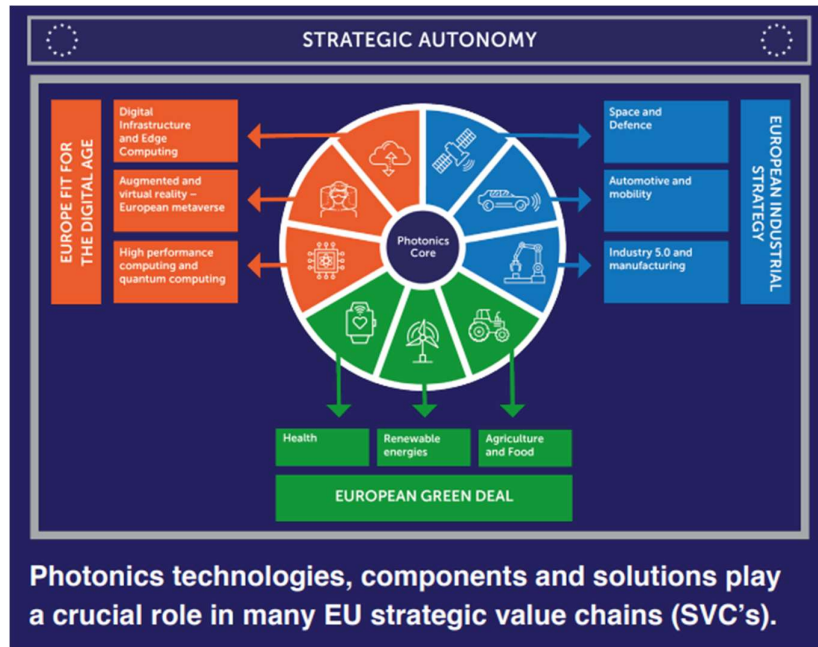 STRATEGIC AUTONOMY
EUROPE FIT FOR
THE DIGITAL AGE
Digital
Infrastructure
and Edge
Computing
Augmented and
virtual reality –
European metaverse
High performance
computing and
quantum computing
Photonics
Core
Space and
Defence
Automotive and
mobility
Industry 5.0 and
manufacturing
EUROPEAN INDUSTRIAL
STRATEGY
Health
Renewable
energies
Agriculture
and Food
EUROPEAN GREEN DEAL
Photonics technologies, components and solutions play
a crucial role in many EU strategic value chains (SVC's).